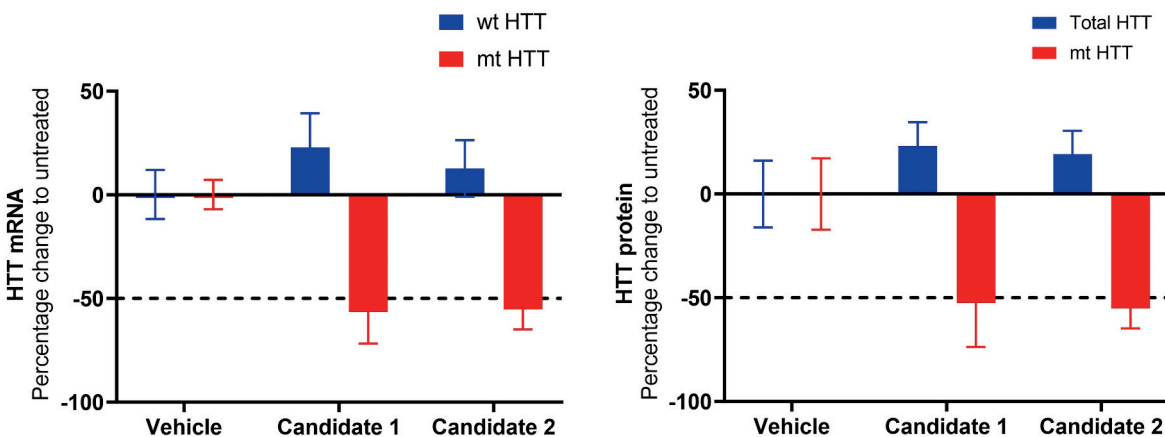 wt HTT
mt HTT
HTT mRNA
Percentage change to untreated
50
0
-50
-100
Vehicle
Candidate 1
Candidate 2
Total HTT
mt HTT
HTT protein
Percentage change to untreated
50
0
-50
-100
Vehicle
Candidate 1
Candidate 2